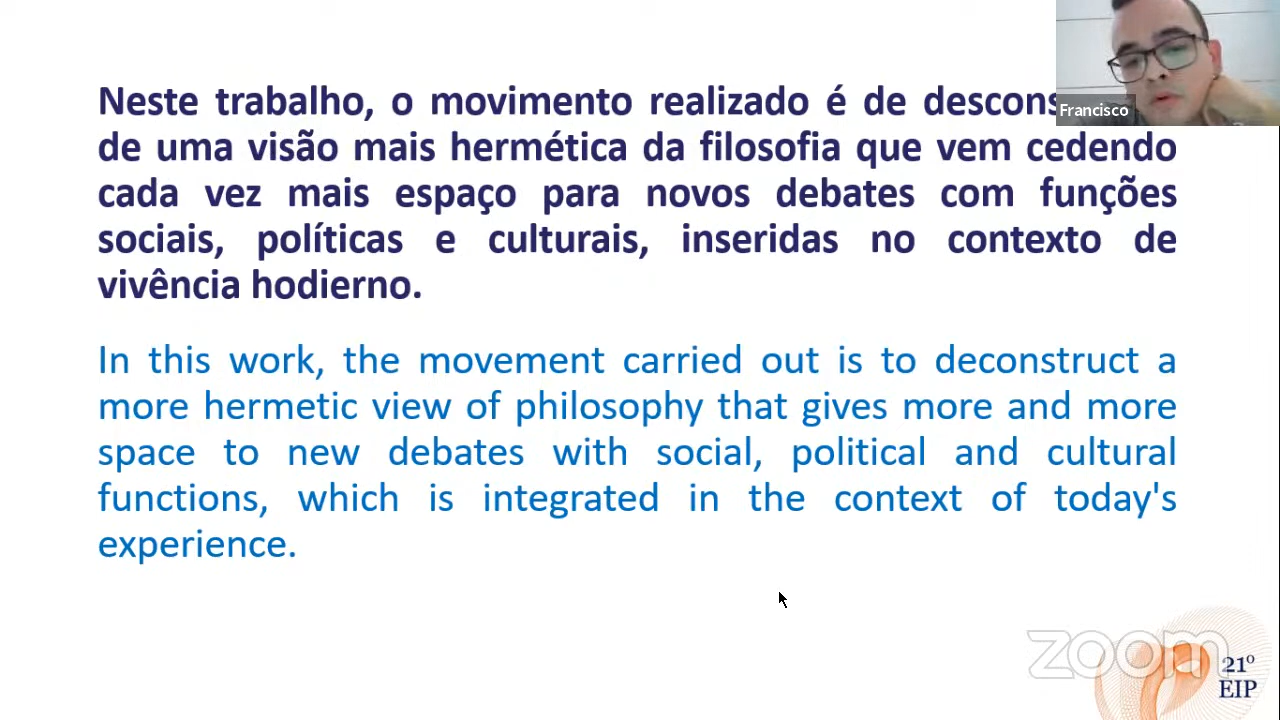 Neste trabalho, o movimento realizado é de
de uma visão mais hermética da filosofia que vem cedendo
cada vez mais espaço para novos debates com funções
sociais, políticas e culturais, inseridas no contexto de
vivência hodierno.
In this work, the movement carried out is to deconstruct a
more hermetic view of philosophy that gives more and more
space to new debates with social, political and cultural
functions, which is integrated in the context of today's
experience.
Francisco
zoom
21º
EIP